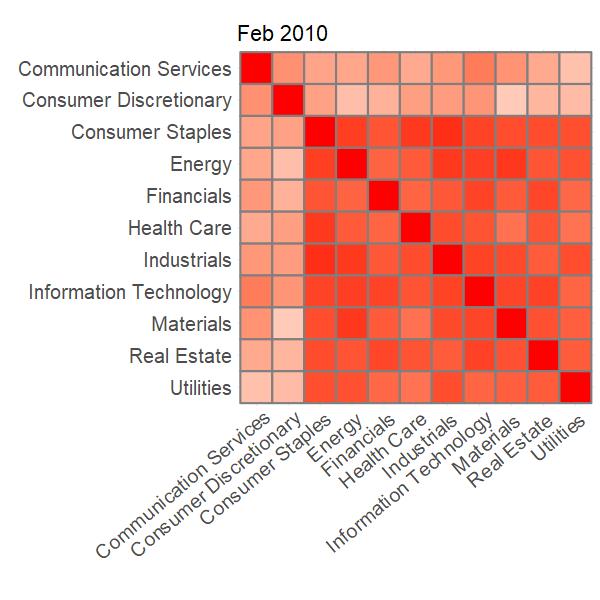 Feb 2010
Communication Services
Consumer Discretionary
Consumer Staples
Energy
Financials
Health Care
Industrials
Information Technology
Materials
Real Estate
Utilities
Communication Services
Consumer Discretionary
Consumer Staples
Energy
Financials
Health Care
Industrials
Information Technology
Materials
Real Estate
Utilities